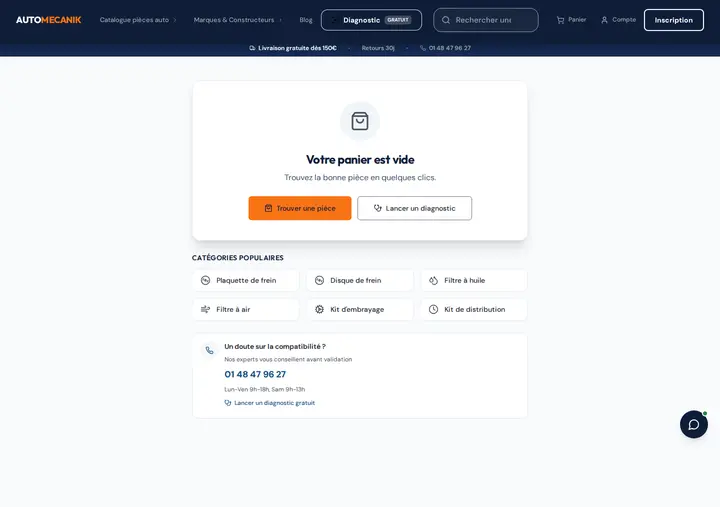 AUTOMECANIK
Catalogue pièces auto
Marques & Constructeurs
Blog
Diagnostic GRATUIT
Rechercher un
Panier
Compte
Inscription
Livraison gratuite dès 150€ · Retours 30j · 01 48 47 96 27
Votre panier est vide
Trouvez la bonne pièce en quelques clics.
Trouver une pièce
Lancer un diagnostic
CATÉGORIES POPULAIRES
Plaquette de frein
Disque de frein
Filtre à huile
Filtre à air
Kit d'embrayage
Kit de distribution
Un doute sur la compatibilité ?
Nos experts vous conseillent avant validation
01 48 47 96 27
Lun-Ven 9h-18h, Sam 9h-13h
Lancer un diagnostic gratuit